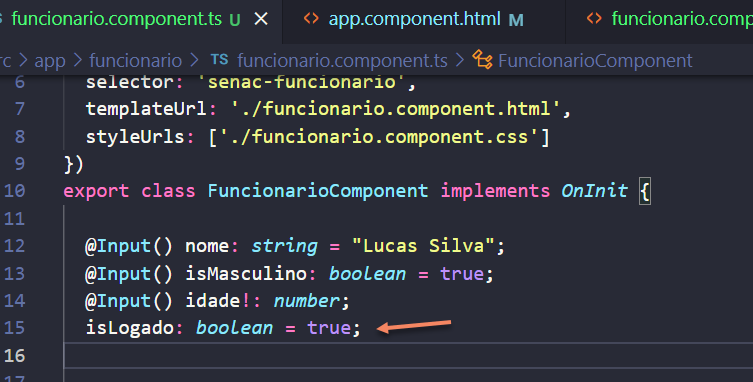 funcionario.component.ts U × <> app.component.html M <> funcionario.comp
rc > app > funcionario > TS funcionario.component.ts > FuncionarioComponent
6 selector: 'senac-funcionario',
7 templateUrl: './funcionario.component.html',
8 styleUrls: ['./funcionario.component.css']
9 })
10 export class FuncionarioComponent implements OnInit {
11
12 @Input() nome: string = "Lucas Silva";
13 @Input() isMasculino: boolean = true;
14 @Input() idade!: number;
15 isLogado: boolean = true;
16
17